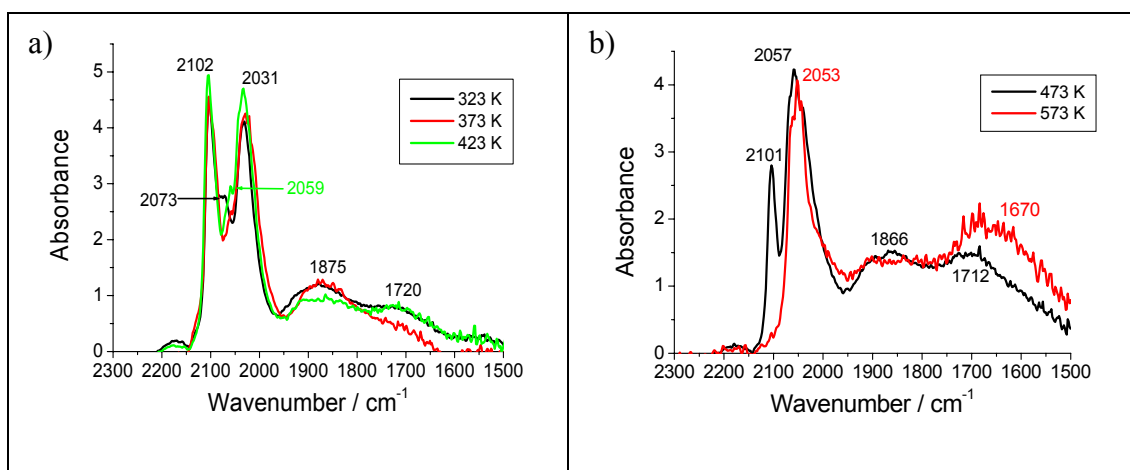 a)
2102
2031
323 K
373 K
423 K
2073
2059
1875
1720
5
4
3
2
1
0
Absorbance
2300 2200 2100 2000 1900 1800 1700 1600 1500
Wavenumber / cm-1
b)
2057
2053
473 K
573 K
2101
1866
1670
1712
4
3
2
1
0
Absorbance
2300 2200 2100 2000 1900 1800 1700 1600 1500
Wavenumber / cm-1